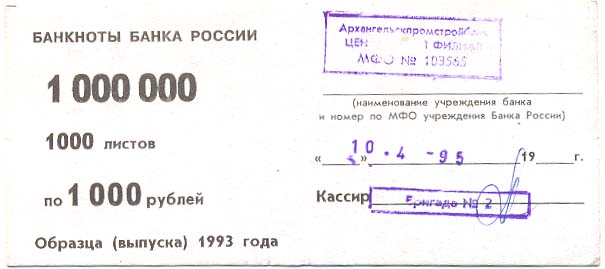 БАНКНОТЫ БАНКА РОССИИ
1 000 000
1000 листов
по 1 000 рублей
Образца (выпуска) 1993 года
Архангельскпромстройбанк
ЦЕН 1 ФИЛИАЛ
МФО № 103565
(наименование учреждения банка
и номер по МФО учреждения Банка России)
« » 10 . 4 - 95 19 г.
Кассир Бригада № 2